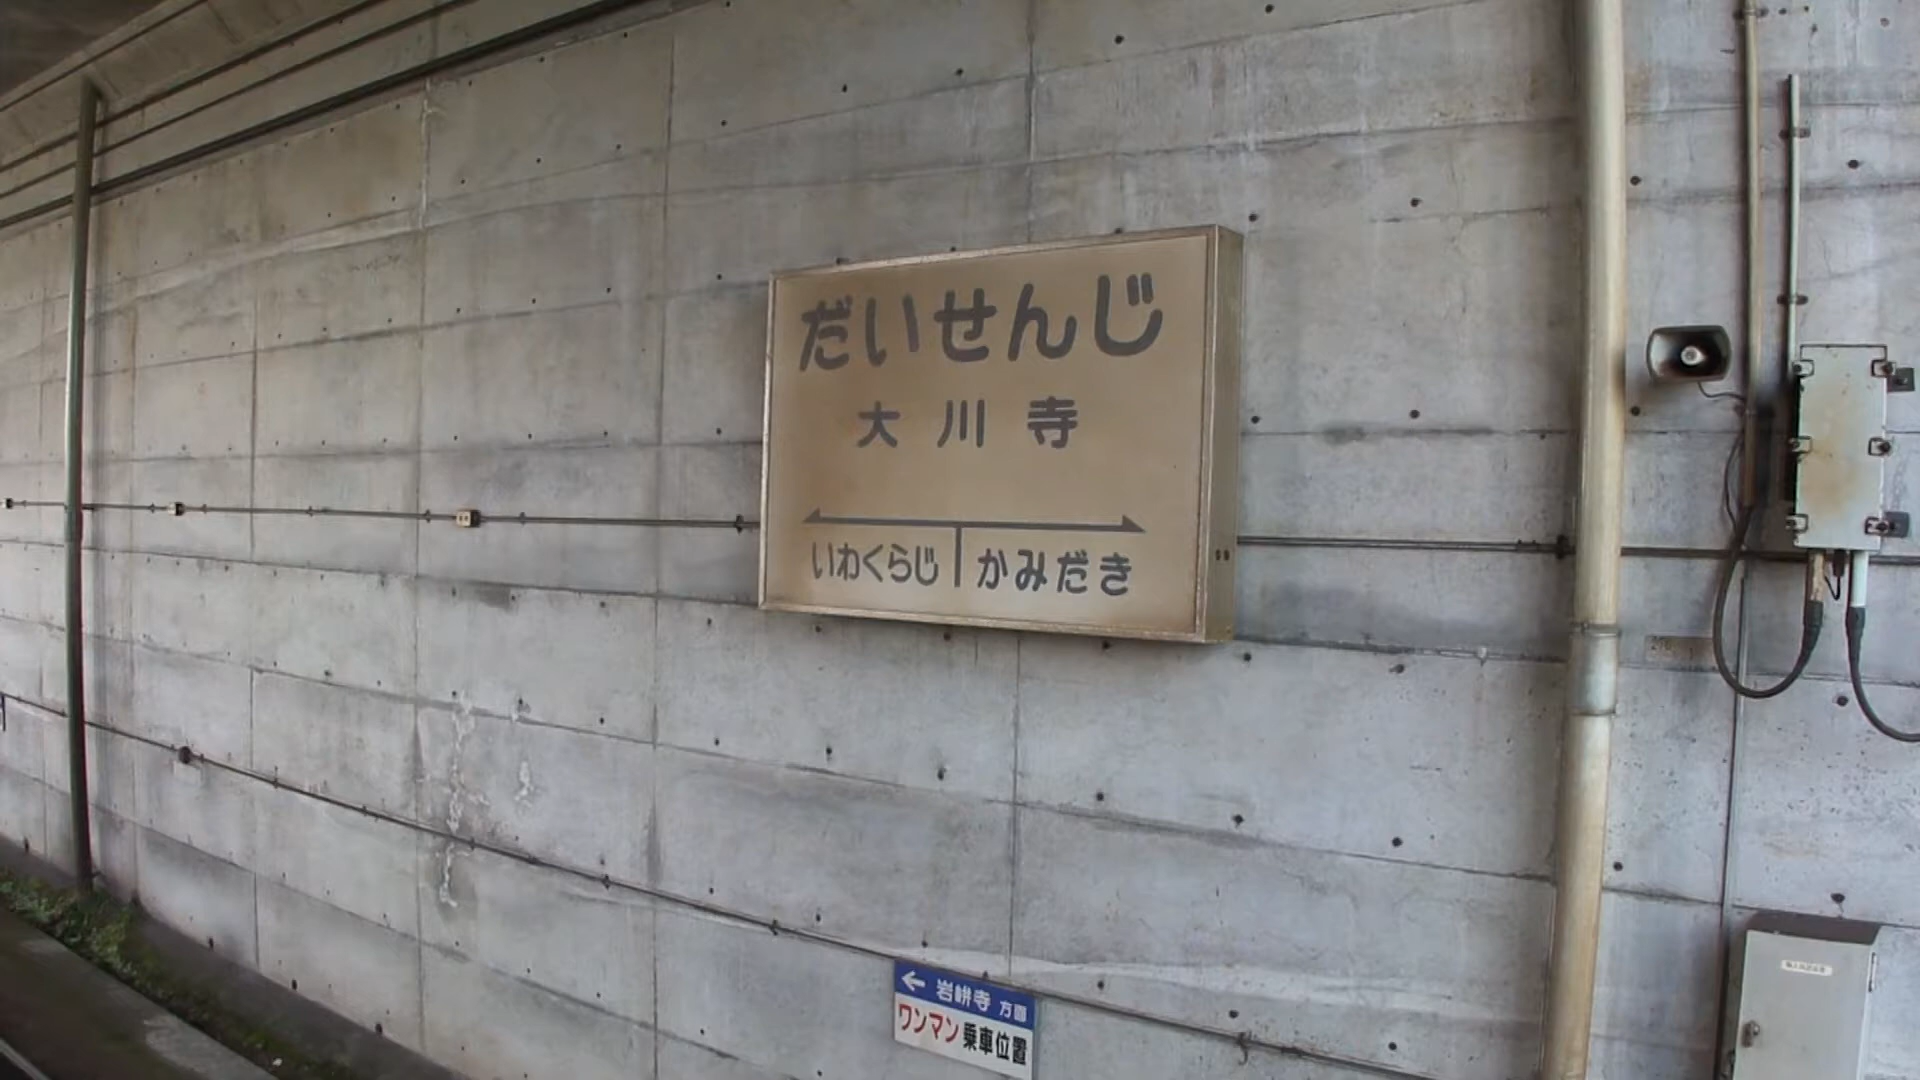 だいせんじ
大川寺
いわくらじ かみだき
← 岩峅寺 方面
ワンマン 乗車位置